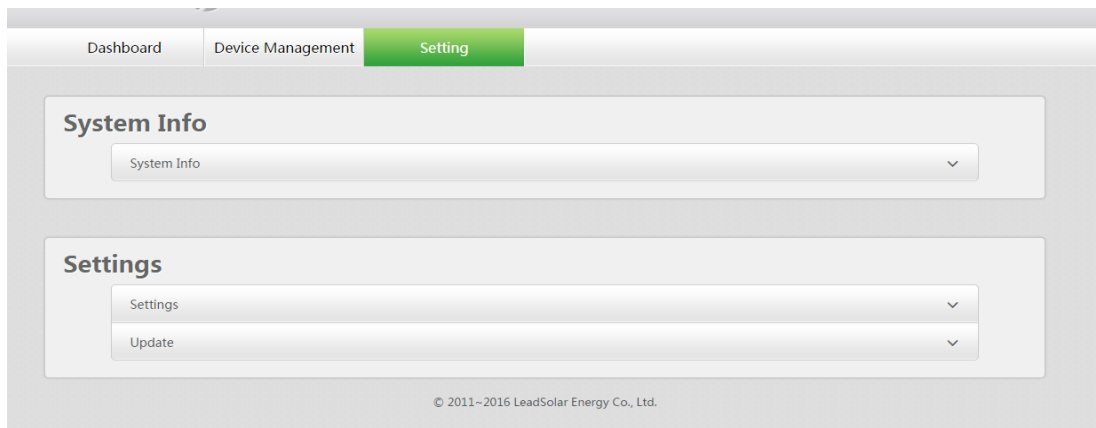 Dashboard Device Management Setting
System Info
System Info
Settings
Settings
Update
© 2011~2016 LeadSolar Energy Co., Ltd.